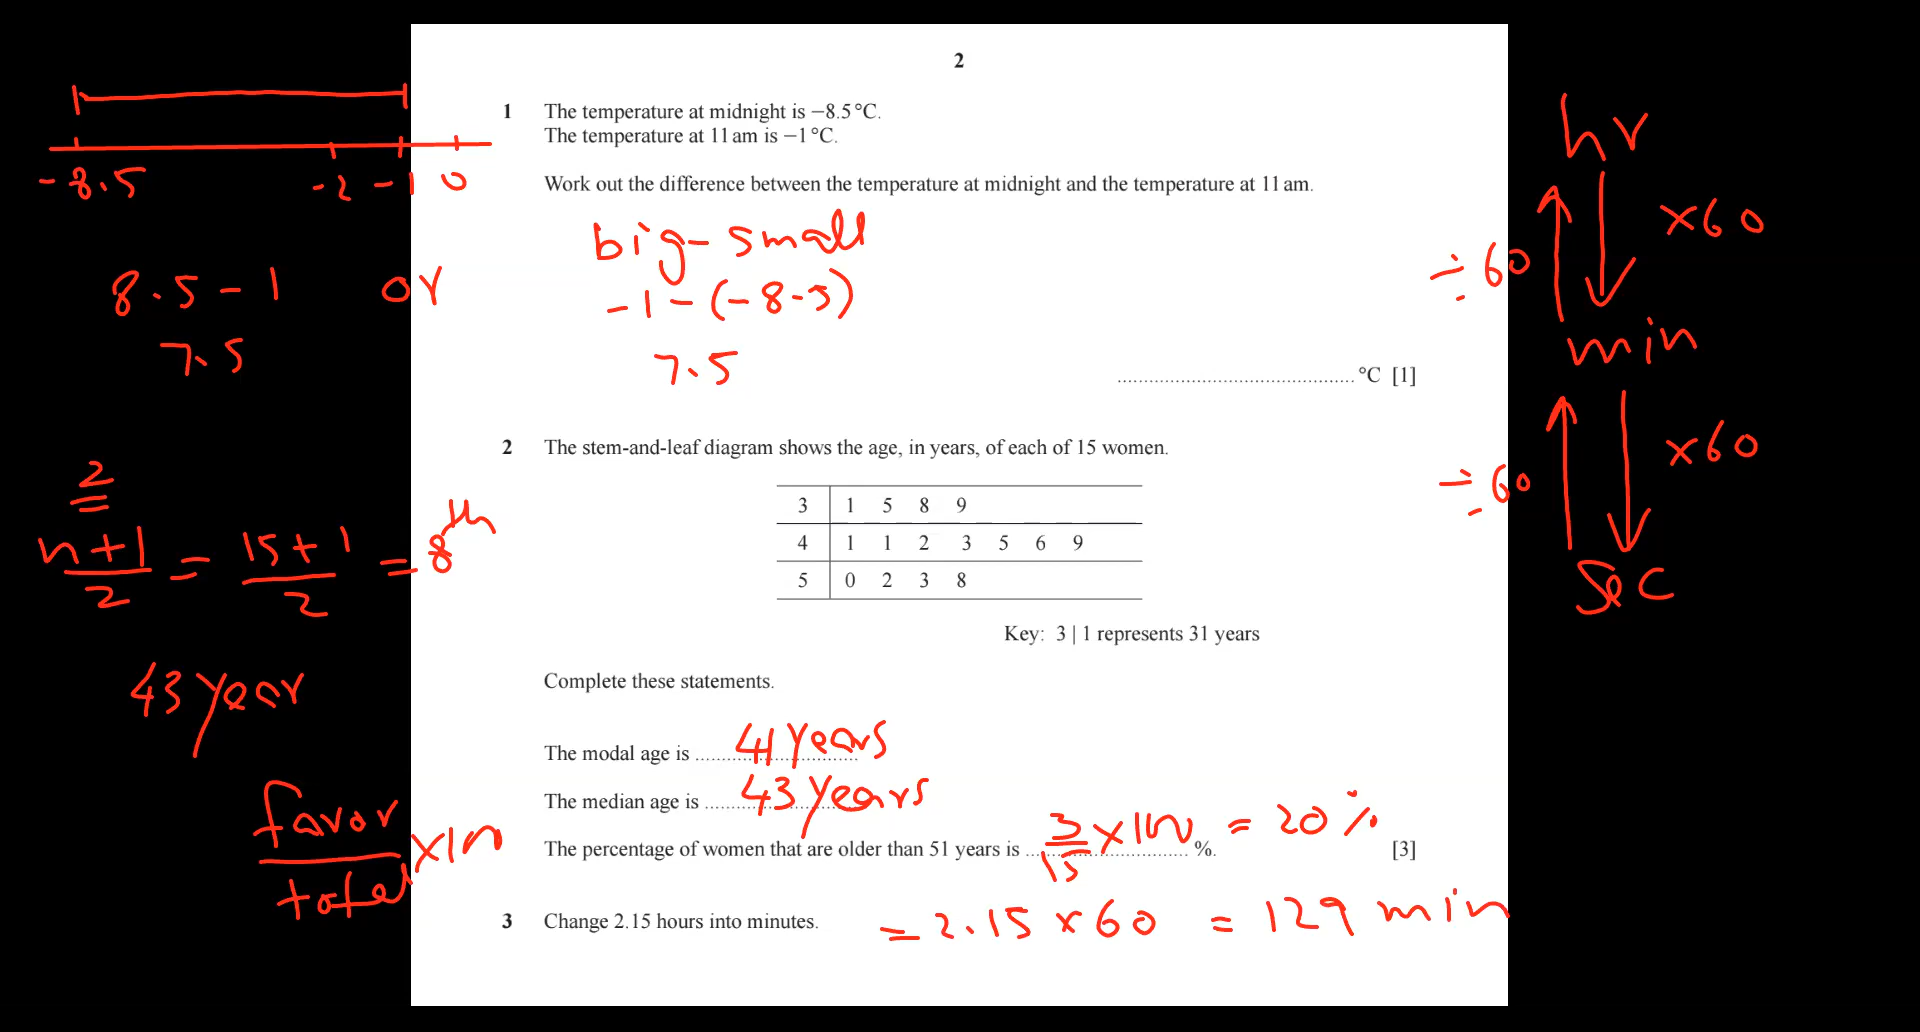 2
1 The temperature at midnight is −8.5 °C.
The temperature at 11 am is −1 °C.
Work out the difference between the temperature at midnight and the temperature at 11 am.
-8.5 -2 -1 0
8.5 - 1 or
7.5
big - small
-1 - (-8.5)
7.5
.............................................. °C [1]
2 The stem-and-leaf diagram shows the age, in years, of each of 15 women.
3 | 1 5 8 9
4 | 1 1 2 3 5 6 9
5 | 0 2 3 8
Key: 3 | 1 represents 31 years
2
n+1/2 = 15+1/2 = 8th
43 year
Complete these statements.
The modal age is 41 years
The median age is 43 years
favor/total ×100
The percentage of women that are older than 51 years is 3/15 × 100 %. = 20% [3]
3 Change 2.15 hours into minutes. = 2.15 × 60 = 129 min
hr
÷60 ×60
min
÷60 ×60
Sec